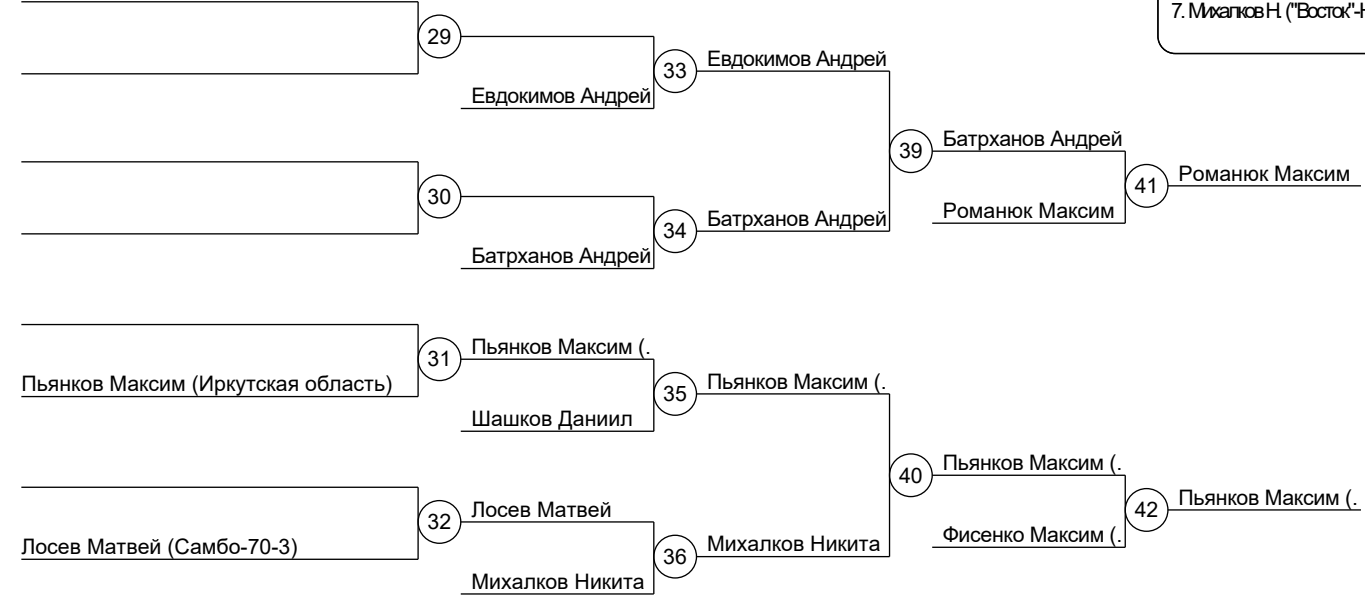 7. Михалков Н. ("Восток"-Н
29
Евдокимов Андрей
33
Евдокимов Андрей
Евдокимов Андрей
39
Батрханов Андрей
41
Романюк Максим
30
34
Батрханов Андрей
Романюк Максим
Батрханов Андрей
31
Пьянков Максим (.
Пьянков Максим (Иркутская область)
35
Пьянков Максим (.
Шашков Даниил
40
Пьянков Максим (.
42
Пьянков Максим (.
32
Лосев Матвей
Лосев Матвей (Самбо-70-3)
36
Михалков Никита
Фисенко Максим (.
Михалков Никита